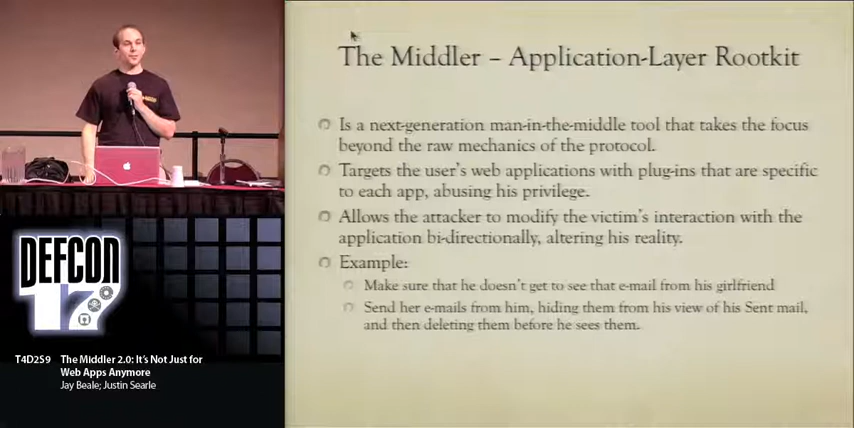 The Middler – Application-Layer Rootkit
Is a next-generation man-in-the-middle tool that takes the focus
beyond the raw mechanics of the protocol.
Targets the user's web applications with plug-ins that are specific
to each app, abusing his privilege.
Allows the attacker to modify the victim's interaction with the
application bi-directionally, altering his reality.
Example:
Make sure that he doesn't get to see that e-mail from his girlfriend
Send her e-mails from him, hiding them from his view of his Sent mail,
and then deleting them before he sees them.
DEFCON
17
T4D2S9
The Middler 2.0: It's Not Just for
Web Apps Anymore
Jay Beale; Justin Searle